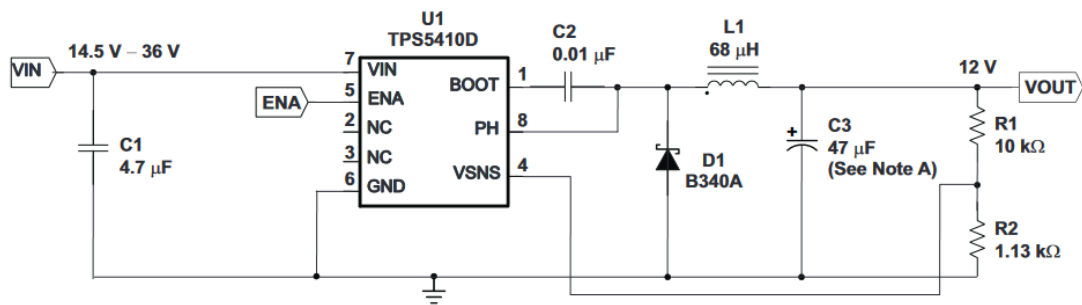 U1
TPS5410D
VIN
14.5 V – 36 V
C1
4.7 μF
ENA
7
5
2
3
6
VIN
ENA
NC
NC
GND
BOOT
PH
VSNS
1
8
4
C2
0.01 μF
L1
68 μH
D1
B340A
+
C3
47 μF
(See Note A)
12 V
VOUT
R1
10 kΩ
R2
1.13 kΩ